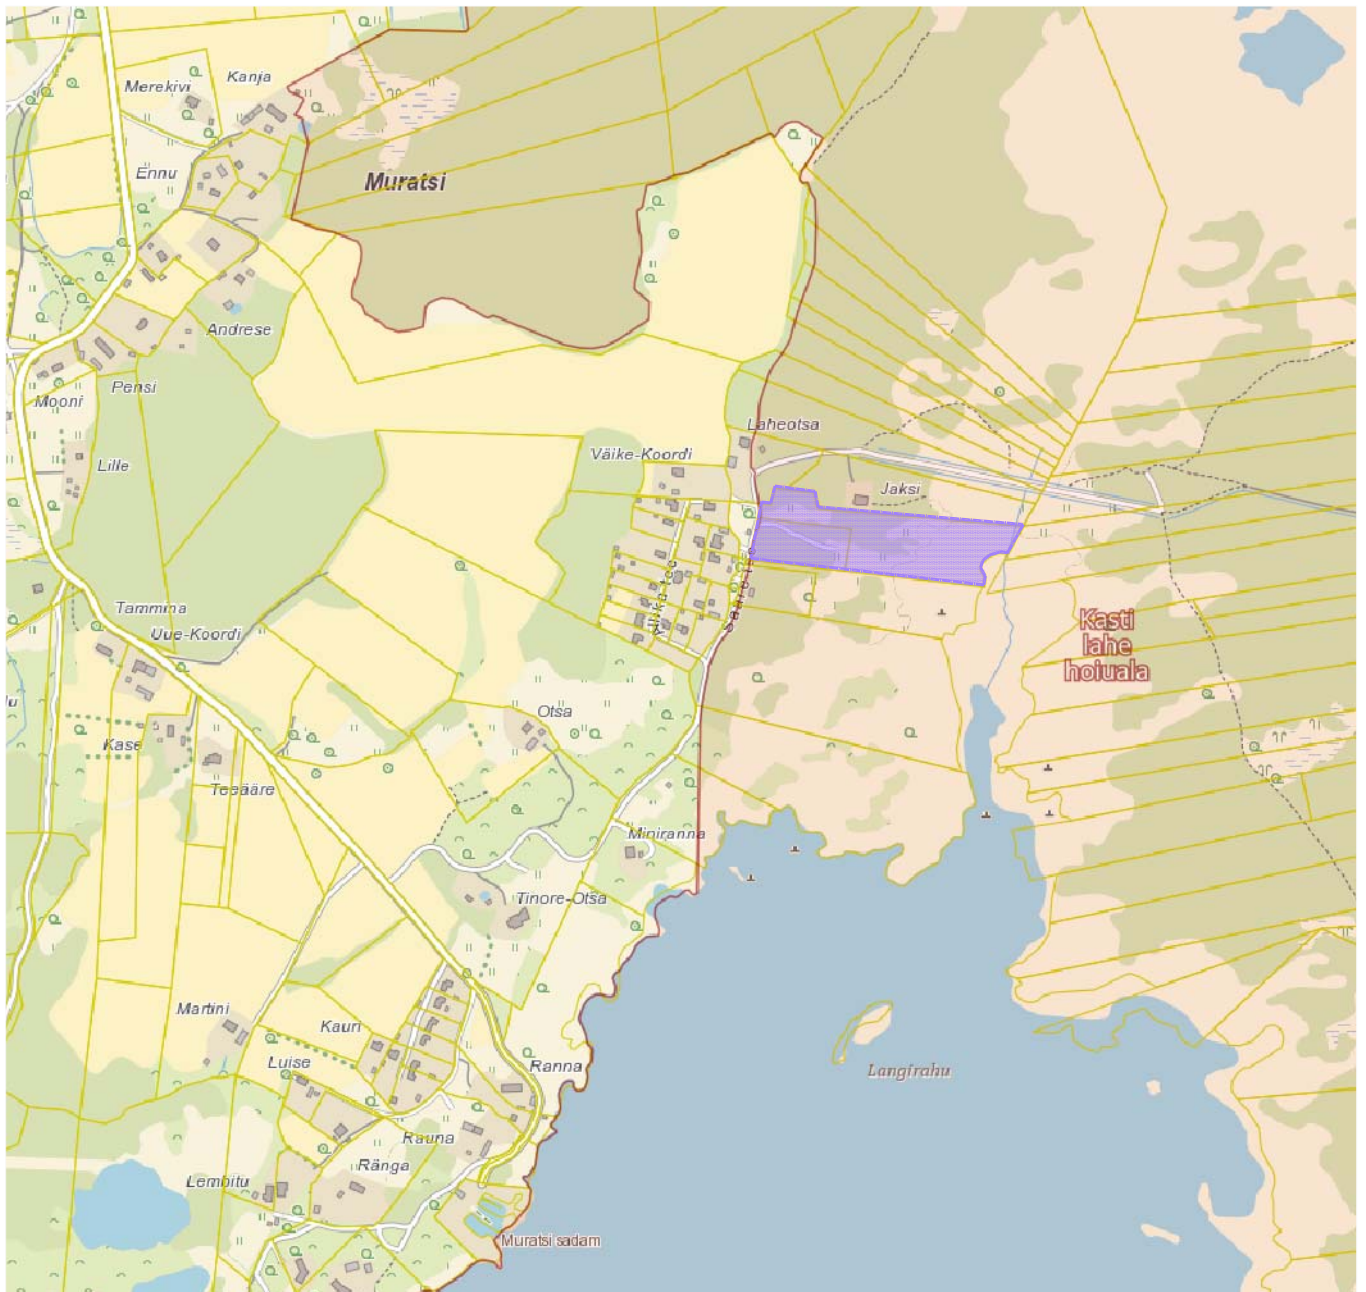 Kanja
Merekivi
Ennu
Muratsi
Andrese
Pensi
Mooni
Laheotsa
Väike-Koordi
Lille
Jaksi
Tammina
Uue-Koordi
Kasti
lahe
hoiuala
Otsa
Kase
Teeääre
Miniranna
Tinore-Otsa
Martini
Kauri
Luise
Ranna
Langfrahu
Rauna
Ränga
Lembitu
Muratsi sadam